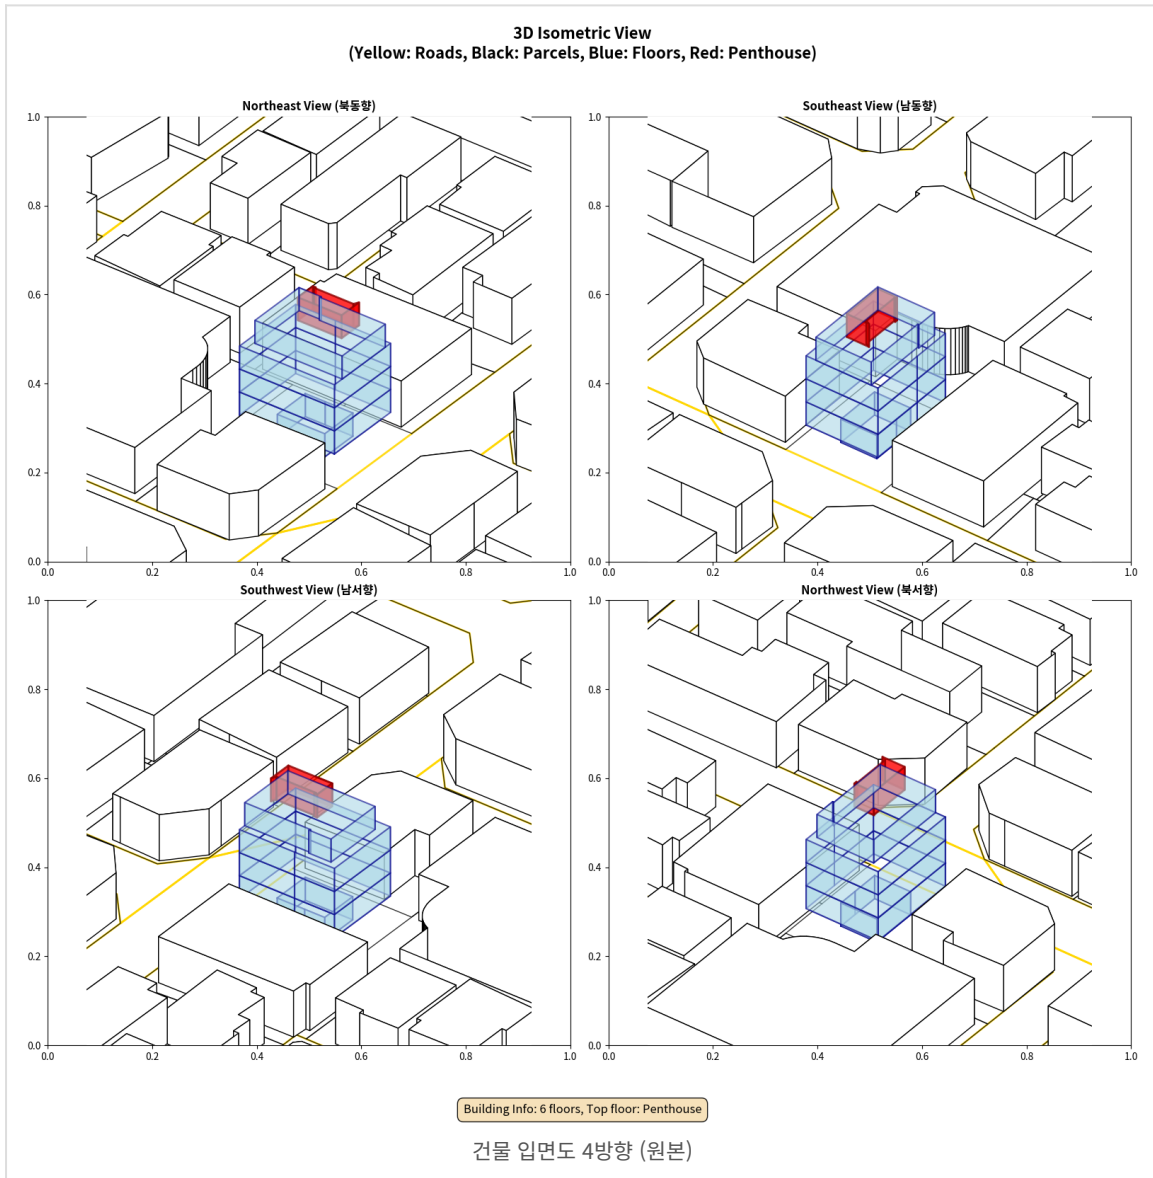 3D Isometric View
(Yellow: Roads, Black: Parcels, Blue: Floors, Red: Penthouse)
Northeast View (북동향)
1.0
0.8
0.6
0.4
0.2
0.0
0.0 0.2 0.4 0.6 0.8 1.0
Southeast View (남동향)
1.0
0.8
0.6
0.4
0.2
0.0
0.0 0.2 0.4 0.6 0.8 1.0
Southwest View (남서향)
1.0
0.8
0.6
0.4
0.2
0.0
0.0 0.2 0.4 0.6 0.8 1.0
Northwest View (북서향)
1.0
0.8
0.6
0.4
0.2
0.0
0.0 0.2 0.4 0.6 0.8 1.0
Building Info: 6 floors, Top floor: Penthouse
건물 입면도 4방향 (원본)